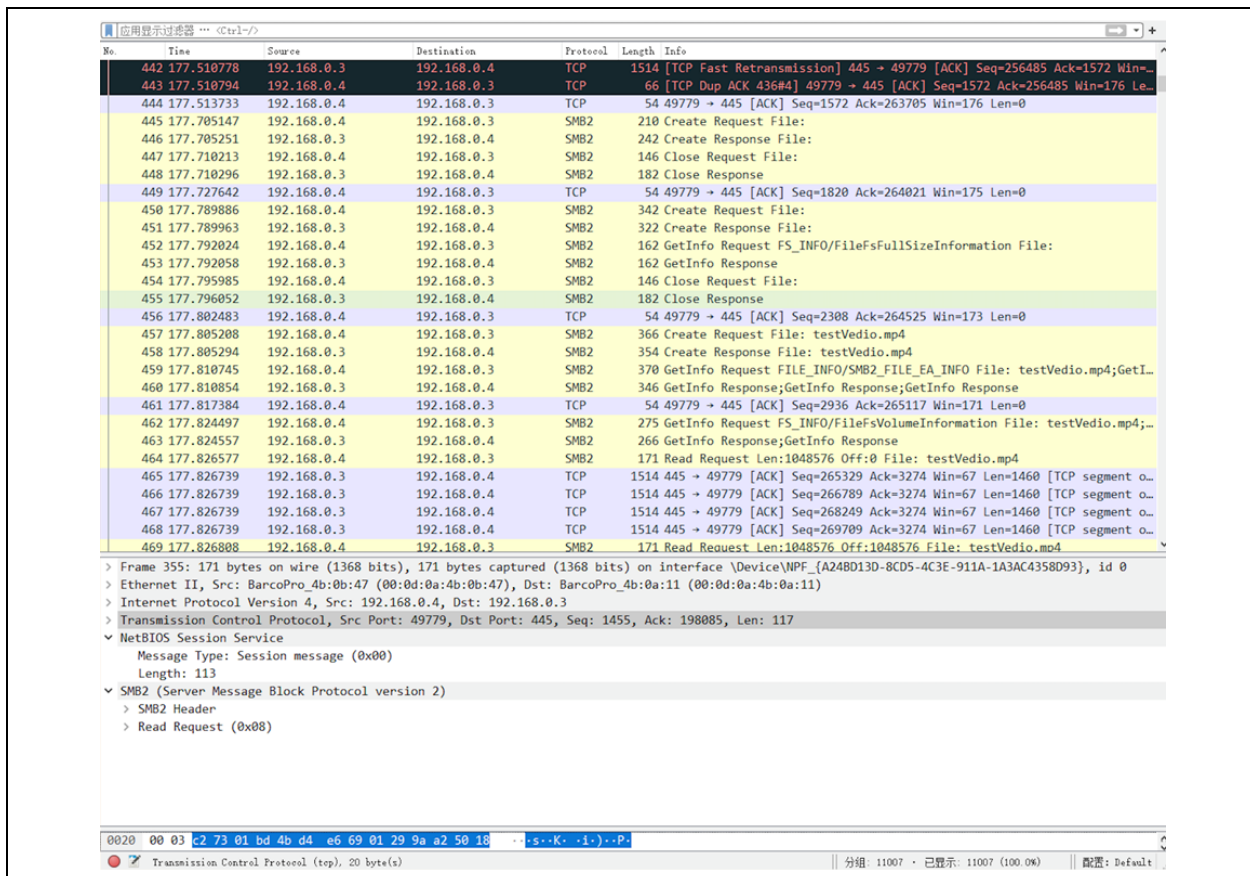 应用显示过滤器 … <Ctrl-/>
No. Time Source Destination Protocol Length Info
442 177.510778 192.168.0.3 192.168.0.4 TCP 1514 [TCP Fast Retransmission] 445 → 49779 [ACK] Seq=256485 Ack=1572 Win=…
443 177.510794 192.168.0.3 192.168.0.4 TCP 66 [TCP Dup ACK 436#4] 49779 → 445 [ACK] Seq=1572 Ack=256485 Win=176 Le…
444 177.513733 192.168.0.4 192.168.0.3 TCP 54 49779 → 445 [ACK] Seq=1572 Ack=263705 Win=176 Len=0
445 177.705147 192.168.0.4 192.168.0.3 SMB2 210 Create Request File:
446 177.705251 192.168.0.3 192.168.0.4 SMB2 242 Create Response File:
447 177.710213 192.168.0.4 192.168.0.3 SMB2 146 Close Request File:
448 177.710296 192.168.0.3 192.168.0.4 SMB2 182 Close Response
449 177.727642 192.168.0.4 192.168.0.3 TCP 54 49779 → 445 [ACK] Seq=1820 Ack=264021 Win=175 Len=0
450 177.789886 192.168.0.4 192.168.0.3 SMB2 342 Create Request File:
451 177.789963 192.168.0.3 192.168.0.4 SMB2 322 Create Response File:
452 177.792024 192.168.0.4 192.168.0.3 SMB2 162 GetInfo Request FS_INFO/FileFsFullSizeInformation File:
453 177.792058 192.168.0.3 192.168.0.4 SMB2 162 GetInfo Response
454 177.795985 192.168.0.4 192.168.0.3 SMB2 146 Close Request File:
455 177.796052 192.168.0.3 192.168.0.4 SMB2 182 Close Response
456 177.802483 192.168.0.4 192.168.0.3 TCP 54 49779 → 445 [ACK] Seq=2308 Ack=264525 Win=173 Len=0
457 177.805208 192.168.0.4 192.168.0.3 SMB2 366 Create Request File: testVedio.mp4
458 177.805294 192.168.0.3 192.168.0.4 SMB2 354 Create Response File: testVedio.mp4
459 177.810745 192.168.0.4 192.168.0.3 SMB2 370 GetInfo Request FILE_INFO/SMB2_FILE_EA_INFO File: testVedio.mp4;GetI…
460 177.810854 192.168.0.3 192.168.0.4 SMB2 346 GetInfo Response;GetInfo Response;GetInfo Response
461 177.817384 192.168.0.4 192.168.0.3 TCP 54 49779 → 445 [ACK] Seq=2936 Ack=265117 Win=171 Len=0
462 177.824497 192.168.0.4 192.168.0.3 SMB2 275 GetInfo Request FS_INFO/FileFsVolumeInformation File: testVedio.mp4;…
463 177.824557 192.168.0.3 192.168.0.4 SMB2 266 GetInfo Response;GetInfo Response
464 177.826577 192.168.0.4 192.168.0.3 SMB2 171 Read Request Len:1048576 Off:0 File: testVedio.mp4
465 177.826739 192.168.0.3 192.168.0.4 TCP 1514 445 → 49779 [ACK] Seq=265329 Ack=3274 Win=67 Len=1460 [TCP segment o…
466 177.826739 192.168.0.3 192.168.0.4 TCP 1514 445 → 49779 [ACK] Seq=266789 Ack=3274 Win=67 Len=1460 [TCP segment o…
467 177.826739 192.168.0.3 192.168.0.4 TCP 1514 445 → 49779 [ACK] Seq=268249 Ack=3274 Win=67 Len=1460 [TCP segment o…
468 177.826739 192.168.0.3 192.168.0.4 TCP 1514 445 → 49779 [ACK] Seq=269709 Ack=3274 Win=67 Len=1460 [TCP segment o…
469 177.826808 192.168.0.4 192.168.0.3 SMB2 171 Read Request Len:1048576 Off:1048576 File: testVedio.mp4
> Frame 355: 171 bytes on wire (1368 bits), 171 bytes captured (1368 bits) on interface \Device\NPF_{A24BD13D-8CD5-4C3E-911A-1A3AC4358D93}, id 0
> Ethernet II, Src: BarcoPro_4b:0b:47 (00:0d:0a:4b:0b:47), Dst: BarcoPro_4b:0a:11 (00:0d:0a:4b:0a:11)
> Internet Protocol Version 4, Src: 192.168.0.4, Dst: 192.168.0.3
> Transmission Control Protocol, Src Port: 49779, Dst Port: 445, Seq: 1455, Ack: 198085, Len: 117
NetBIOS Session Service
Message Type: Session message (0x00)
Length: 113
SMB2 (Server Message Block Protocol version 2)
> SMB2 Header
> Read Request (0x08)
0020 00 03 c2 73 01 bd 4b d4 e6 69 01 29 9a a2 50 18 ···s··K· ·i·)··P·
Transmission Control Protocol (tcp), 20 byte(s) 分组: 11007 · 已显示: 11007 (100.0%) 配置: Default